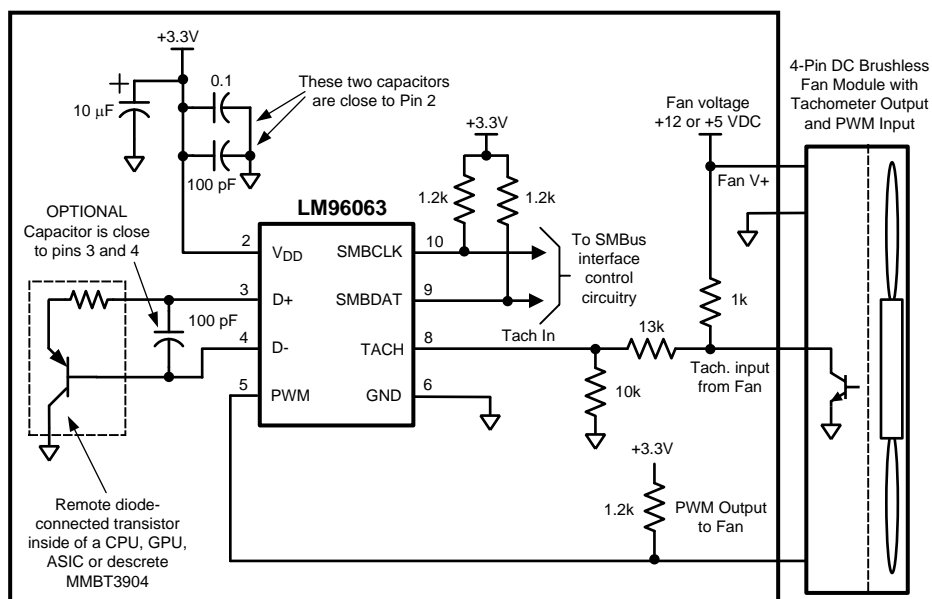 +3.3V
0.1
10 μF
100 pF
These two capacitors
are close to Pin 2
+3.3V
1.2k
1.2k
Fan voltage
+12 or +5 VDC
Fan V+
4-Pin DC Brushless
Fan Module with
Tachometer Output
and PWM Input
OPTIONAL
Capacitor is close
to pins 3 and 4
LM96063
2
VDD
SMBCLK
10
3
D+
SMBDAT
9
4
D-
TACH
8
5
PWM
GND
6
100 pF
To SMBus
interface
control
circuitry
Tach In
1k
13k
10k
Tach. input
from Fan
+3.3V
1.2k
PWM Output
to Fan
Remote diode-
connected transistor
inside of a CPU, GPU,
ASIC or descrete
MMBT3904